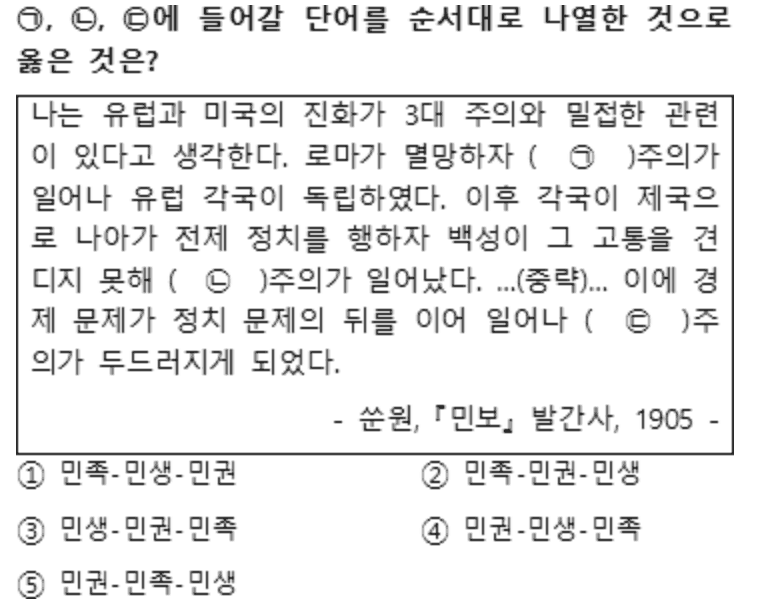 ㉠, ㉡, ㉢에 들어갈 단어를 순서대로 나열한 것으로
옳은 것은?
나는 유럽과 미국의 진화가 3대 주의와 밀접한 관련
이 있다고 생각한다. 로마가 멸망하자 ( ㉠ )주의가
일어나 유럽 각국이 독립하였다. 이후 각국이 제국으
로 나아가 전제 정치를 행하자 백성이 그 고통을 견
디지 못해 ( ㉡ )주의가 일어났다. ...(중략)... 이에 경
제 문제가 정치 문제의 뒤를 이어 일어나 ( ㉢ )주
의가 두드러지게 되었다.
- 쑨원, 『민보』 발간사, 1905 -
① 민족-민생-민권 ② 민족-민권-민생
③ 민생-민권-민족 ④ 민권-민생-민족
⑤ 민권-민족-민생